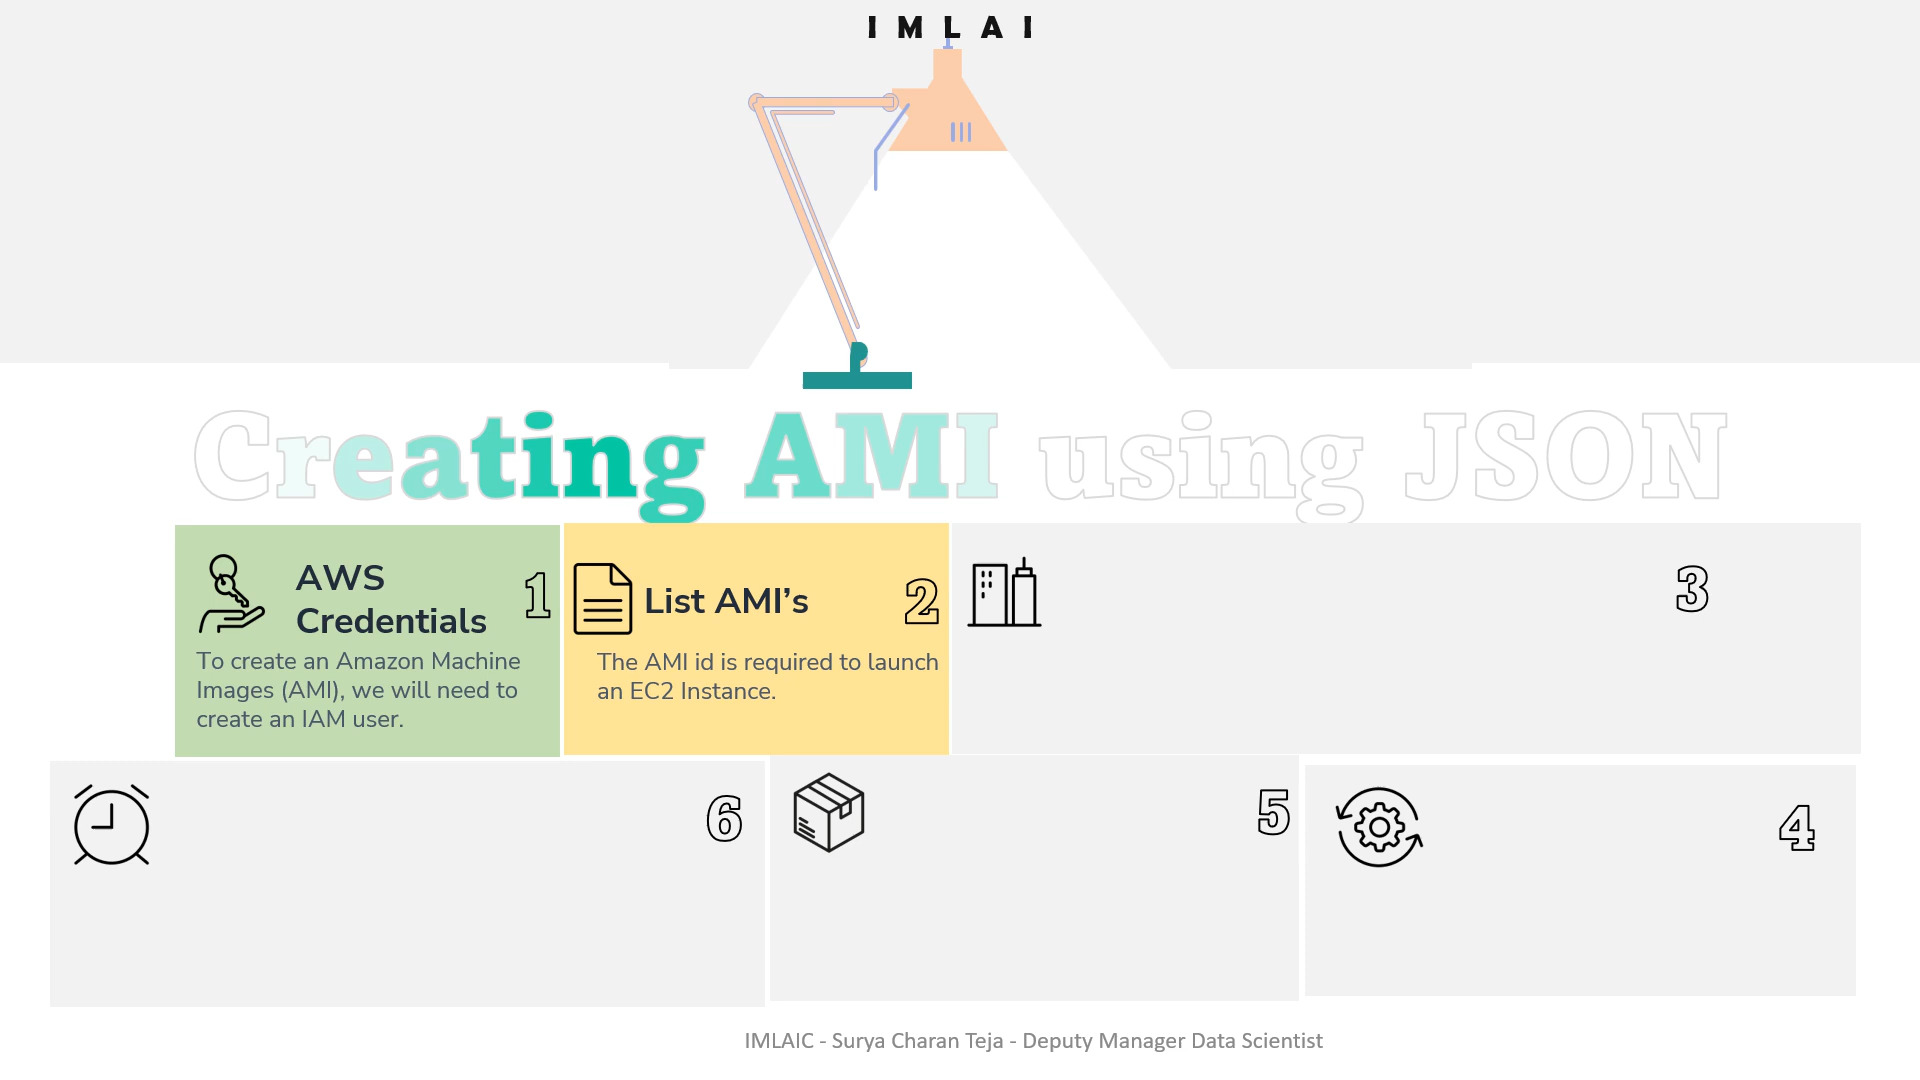 IMLAI
Creating AMI using JSON
AWS
Credentials
1
To create an Amazon Machine
Images (AMI), we will need to
create an IAM user.
List AMI’s
2
The AMI id is required to launch
an EC2 Instance.
3
6
5
4
IMLAIC - Surya Charan Teja - Deputy Manager Data Scientist